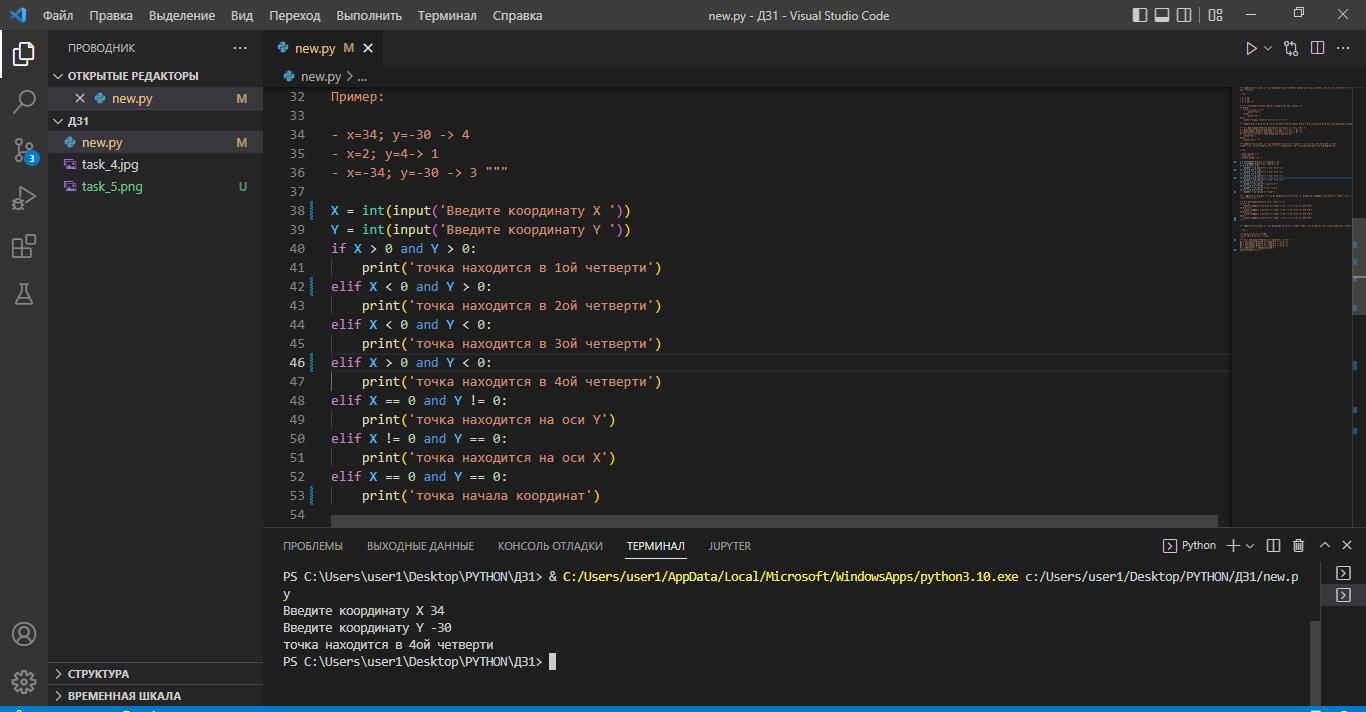 Файл Правка Выделение Вид Переход Выполнить Терминал Справка new.py - Д31 - Visual Studio Code
ПРОВОДНИК
ОТКРЫТЫЕ РЕДАКТОРЫ
new.py M
Д31
new.py M
task_4.jpg
task_5.png U
3
СТРУКТУРА
ВРЕМЕННАЯ ШКАЛА
new.py M
new.py > ...
32 Пример:
33
34 - x=34; y=-30 -> 4
35 - x=2; y=4-> 1
36 - x=-34; y=-30 -> 3 """
37
38 X = int(input('Введите координату X '))
39 Y = int(input('Введите координату Y '))
40 if X > 0 and Y > 0:
41     print('точка находится в 1ой четверти')
42 elif X < 0 and Y > 0:
43     print('точка находится в 2ой четверти')
44 elif X < 0 and Y < 0:
45     print('точка находится в 3ой четверти')
46 elif X > 0 and Y < 0:
47     print('точка находится в 4ой четверти')
48 elif X == 0 and Y != 0:
49     print('точка находится на оси Y')
50 elif X != 0 and Y == 0:
51     print('точка находится на оси X')
52 elif X == 0 and Y == 0:
53     print('точка начала координат')
54
ПРОБЛЕМЫ ВЫХОДНЫЕ ДАННЫЕ КОНСОЛЬ ОТЛАДКИ ТЕРМИНАЛ JUPYTER Python
PS C:\Users\user1\Desktop\PYTHON\Д31> & C:/Users/user1/AppData/Local/Microsoft/WindowsApps/python3.10.exe c:/Users/user1/Desktop/PYTHON/Д31/new.p
y
Введите координату X 34
Введите координату Y -30
точка находится в 4ой четверти
PS C:\Users\user1\Desktop\PYTHON\Д31>